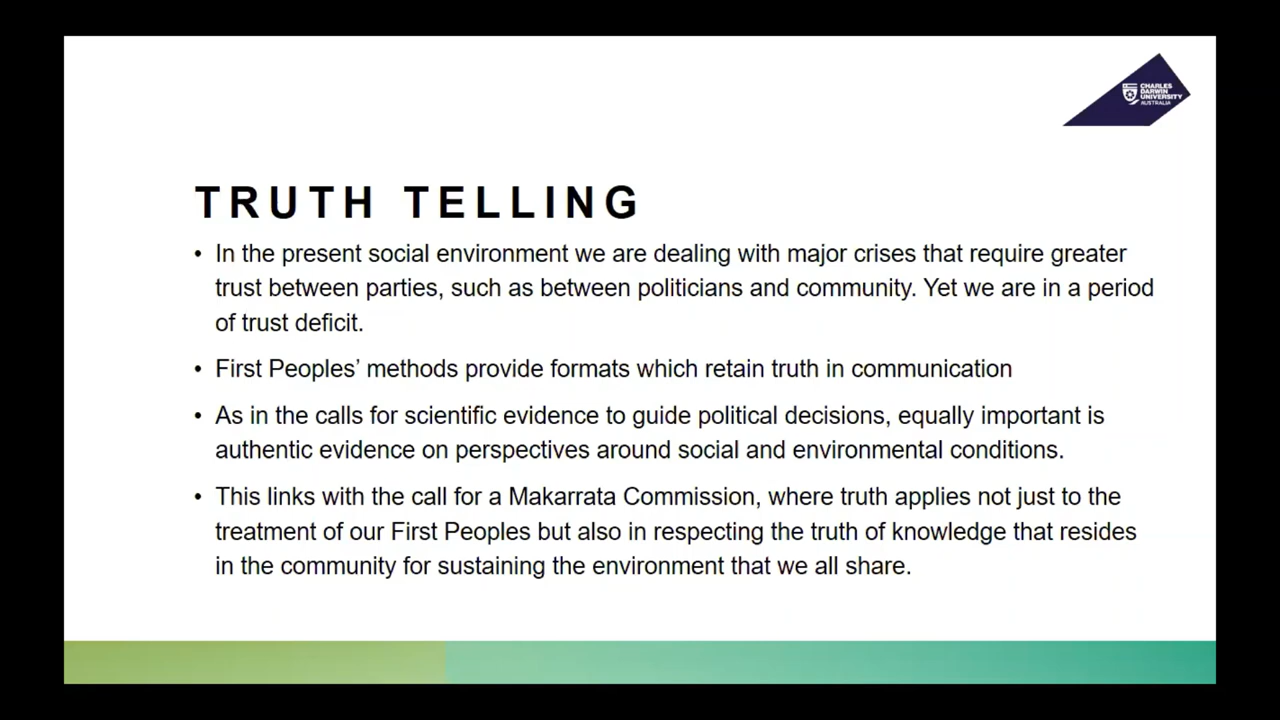 CHARLES
DARWIN
UNIVERSITY
AUSTRALIA
TRUTH TELLING
• In the present social environment we are dealing with major crises that require greater
trust between parties, such as between politicians and community. Yet we are in a period
of trust deficit.
• First Peoples’ methods provide formats which retain truth in communication
• As in the calls for scientific evidence to guide political decisions, equally important is
authentic evidence on perspectives around social and environmental conditions.
• This links with the call for a Makarrata Commission, where truth applies not just to the
treatment of our First Peoples but also in respecting the truth of knowledge that resides
in the community for sustaining the environment that we all share.